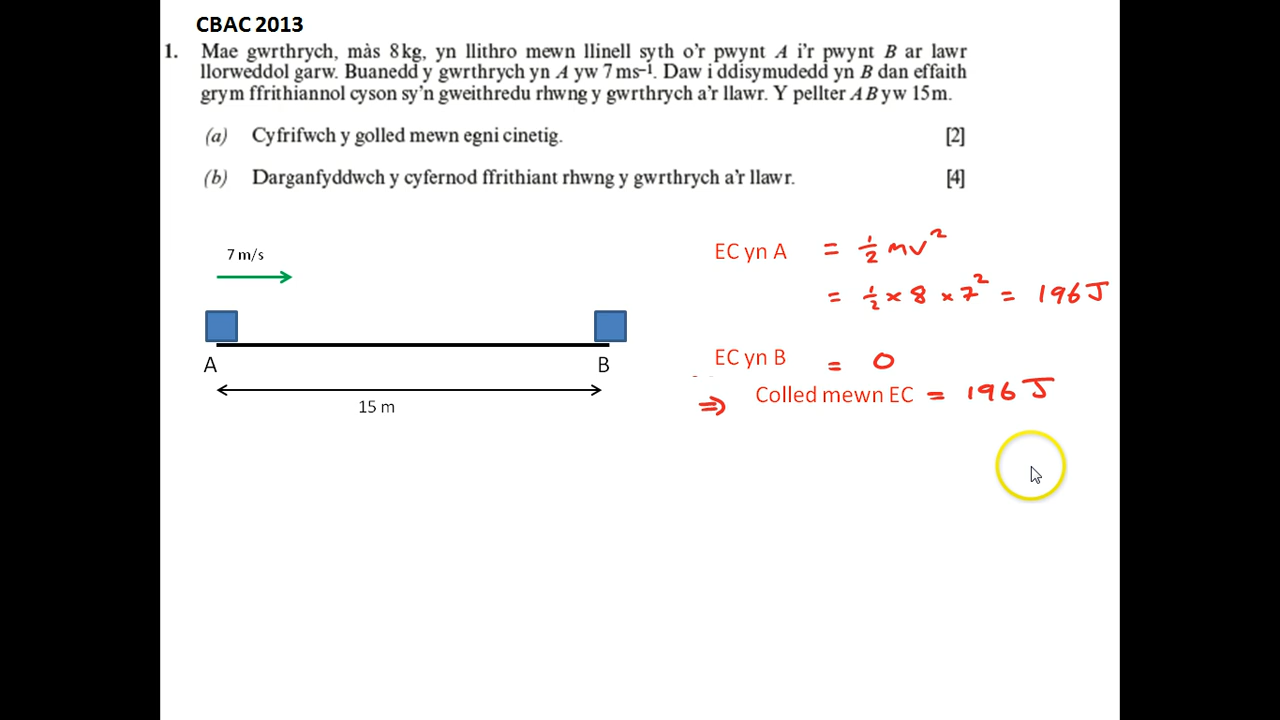 CBAC 2013
1. Mae gwrthrych, màs 8 kg, yn llithro mewn llinell syth o'r pwynt A i'r pwynt B ar lawr
llorweddol garw. Buanedd y gwrthrych yn A yw 7 ms⁻¹. Daw i ddisymudedd yn B dan effaith
grym ffrithiannol cyson sy'n gweithredu rhwng y gwrthrych a'r llawr. Y pellter AB yw 15m.
(a) Cyfrifwch y golled mewn egni cinetig. [2]
(b) Darganfyddwch y cyfernod ffrithiant rhwng y gwrthrych a'r llawr. [4]
7 m/s
A B
15 m
EC yn A = ½ mv²
= ½ × 8 × 7² = 196 J
EC yn B = 0
⇒ Colled mewn EC = 196 J